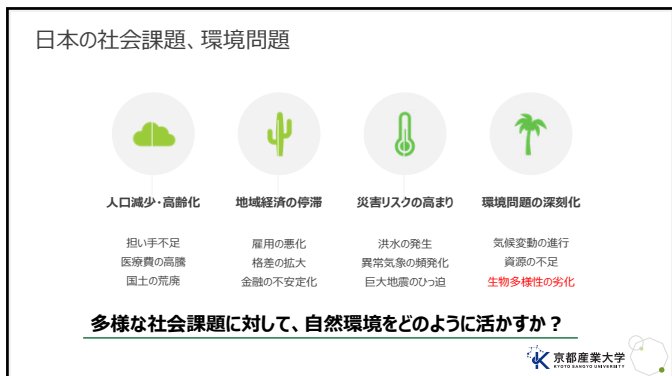 日本の社会課題、環境問題
人口減少・高齢化
担い手不足
医療費の高騰
国土の荒廃
地域経済の停滞
雇用の悪化
格差の拡大
金融の不安定化
災害リスクの高まり
洪水の発生
異常気象の頻発化
巨大地震のひっ迫
環境問題の深刻化
気候変動の進行
資源の不足
生物多様性の劣化
多様な社会課題に対して、自然環境をどのように活かすか？
京都産業大学
KYOTO SANGYO UNIVERSITY